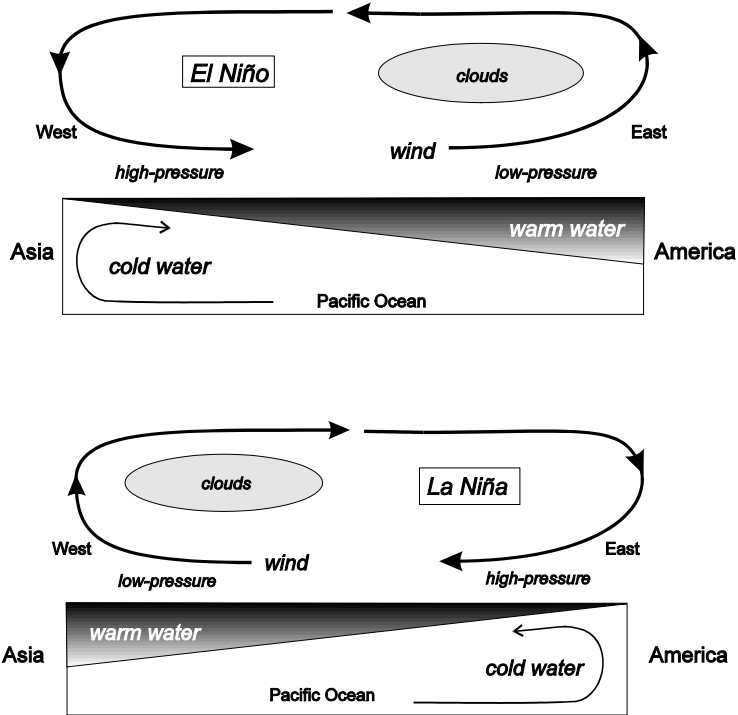 El Niño
clouds
West
wind
East
high-pressure
low-pressure
warm water
Asia
cold water
America
Pacific Ocean
clouds
La Niña
West
wind
East
low-pressure
high-pressure
warm water
Asia
cold water
America
Pacific Ocean